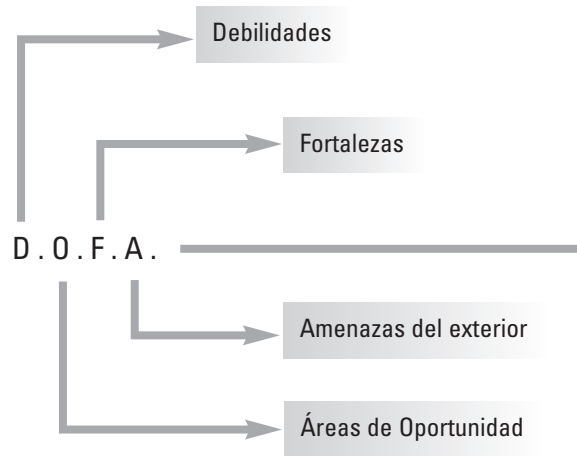 Debilidades
Fortalezas
D.O.F.A.
Amenazas del exterior
Áreas de Oportunidad